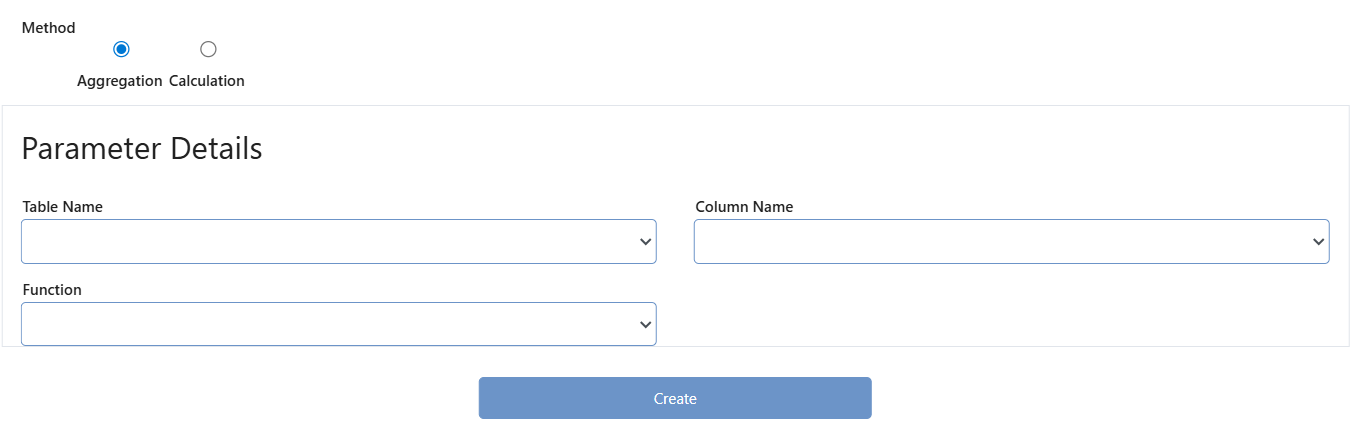 Method
Aggregation Calculation
Parameter Details
Table Name Column Name
Function
Create